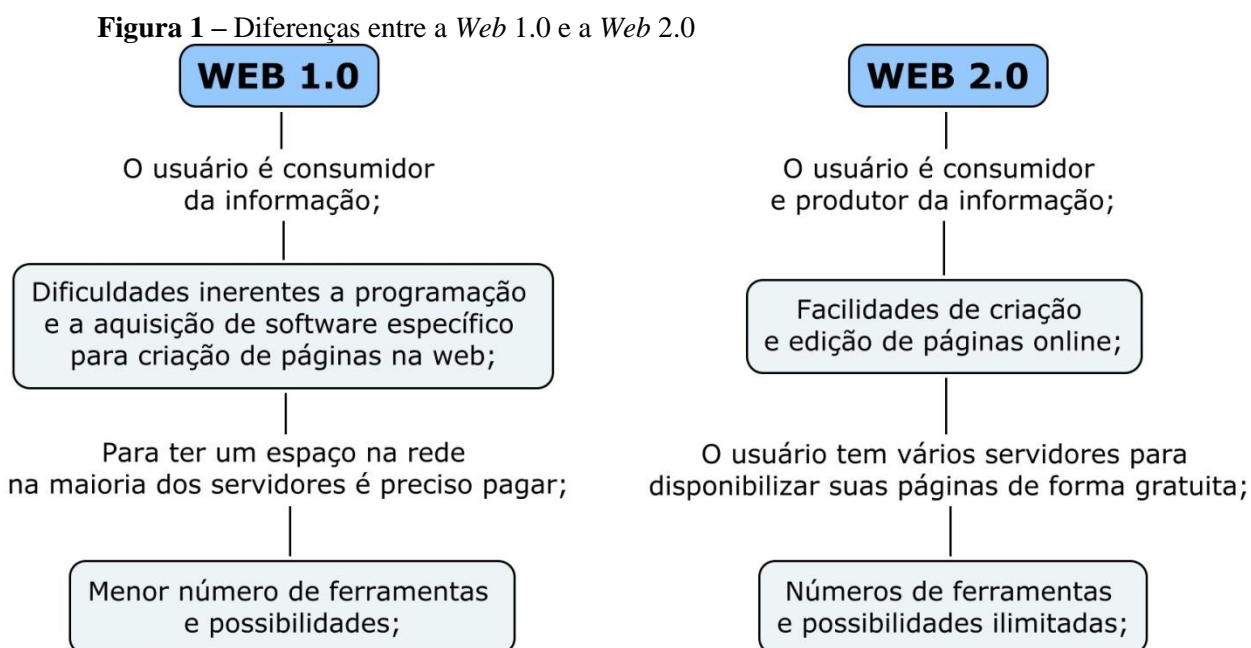 Figura 1 – Diferenças entre a Web 1.0 e a Web 2.0
WEB 1.0
O usuário é consumidor
da informação;
Dificuldades inerentes a programação
e a aquisição de software específico
para criação de páginas na web;
Para ter um espaço na rede
na maioria dos servidores é preciso pagar;
Menor número de ferramentas
e possibilidades;
WEB 2.0
O usuário é consumidor
e produtor da informação;
Facilidades de criação
e edição de páginas online;
O usuário tem vários servidores para
disponibilizar suas páginas de forma gratuita;
Números de ferramentas
e possibilidades ilimitadas;